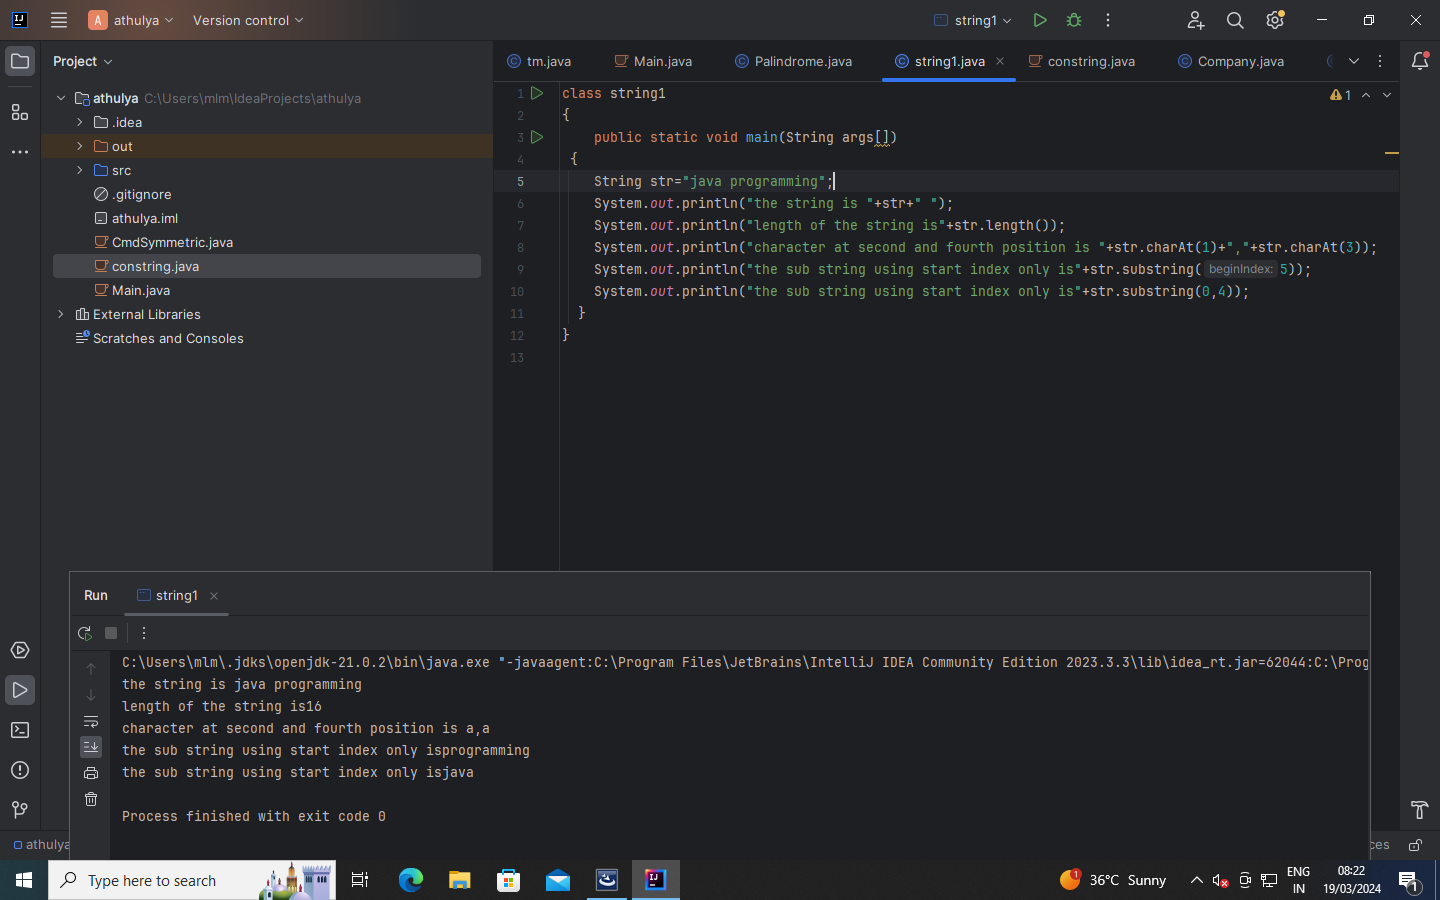 A athulya Version control string1
Project
tm.java Main.java Palindrome.java string1.java constring.java Company.java
athulya C:\Users\mlm\IdeaProjects\athulya
.idea
out
src
.gitignore
athulya.iml
CmdSymmetric.java
constring.java
Main.java
External Libraries
Scratches and Consoles
1 class string1
2 {
3 public static void main(String args[])
4 {
5 String str="java programming";
6 System.out.println("the string is "+str+" ");
7 System.out.println("length of the string is"+str.length());
8 System.out.println("character at second and fourth position is "+str.charAt(1)+","+str.charAt(3));
9 System.out.println("the sub string using start index only is"+str.substring( beginIndex: 5));
10 System.out.println("the sub string using start index only is"+str.substring(0,4));
11 }
12 }
13
1
Run string1
C:\Users\mlm\.jdks\openjdk-21.0.2\bin\java.exe "-javaagent:C:\Program Files\JetBrains\IntelliJ IDEA Community Edition 2023.3.3\lib\idea_rt.jar=62044:C:\Prog
the string is java programming
length of the string is16
character at second and fourth position is a,a
the sub string using start index only isprogramming
the sub string using start index only isjava
Process finished with exit code 0
athulya ces
Type here to search
1 36°C Sunny
ENG
IN
08:22
19/03/2024
1